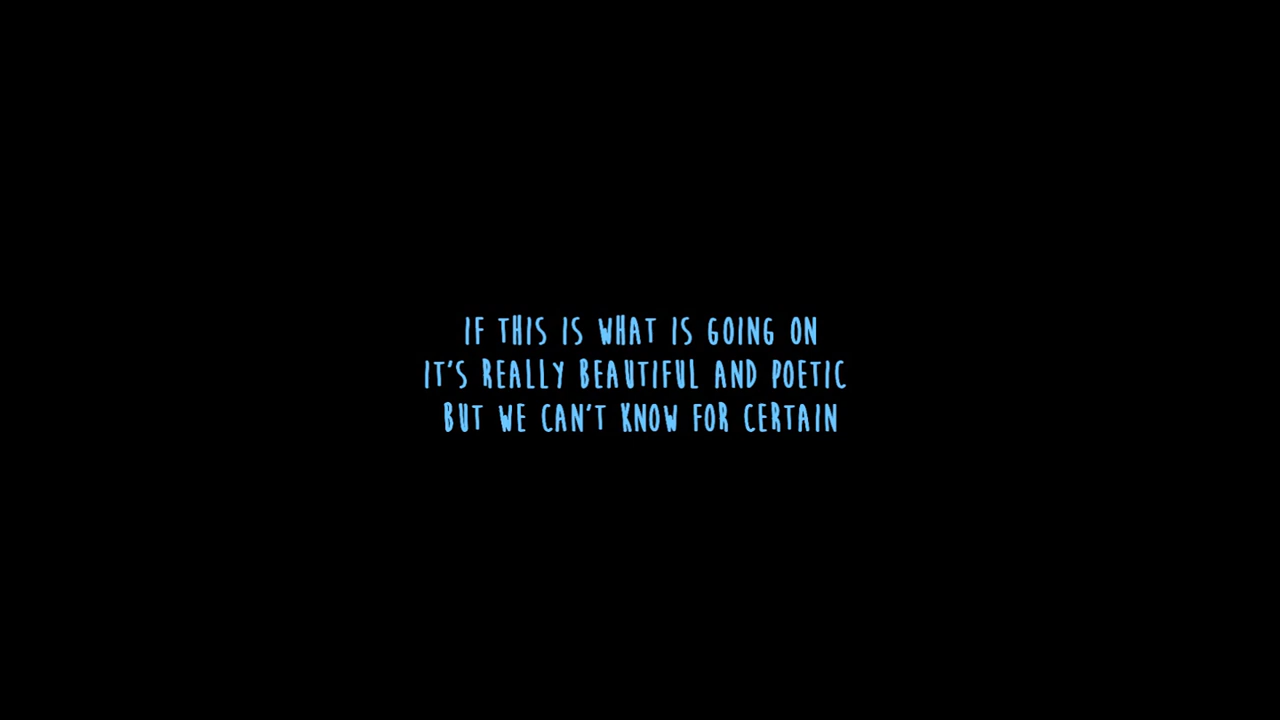 IF THIS IS WHAT IS GOING ON
IT'S REALLY BEAUTIFUL AND POETIC
BUT WE CAN'T KNOW FOR CERTAIN